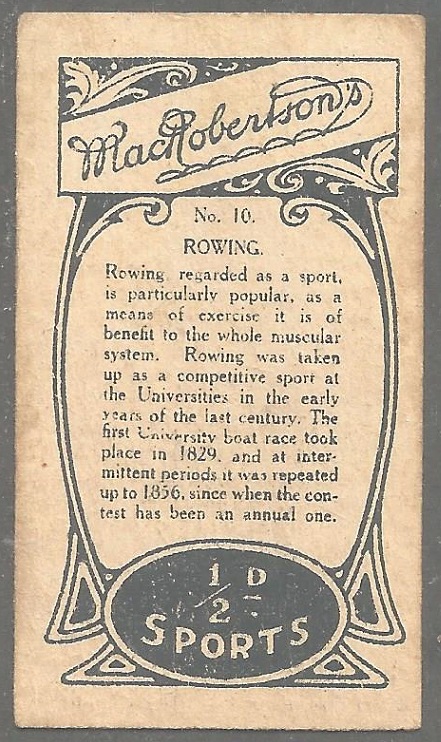 MacRobertson's
No. 10.
ROWING.
Rowing, regarded as a sport,
is particularly popular, as a
means of exercise it is of
benefit to the whole muscular
system. Rowing was taken
up as a competitive sport at
the Universities in the early
years of the last century. The
first University boat race took
place in 1829, and at inter-
mittent periods it was repeated
up to 1856, since when the con-
test has been an annual one.
1/2 D.
SPORTS